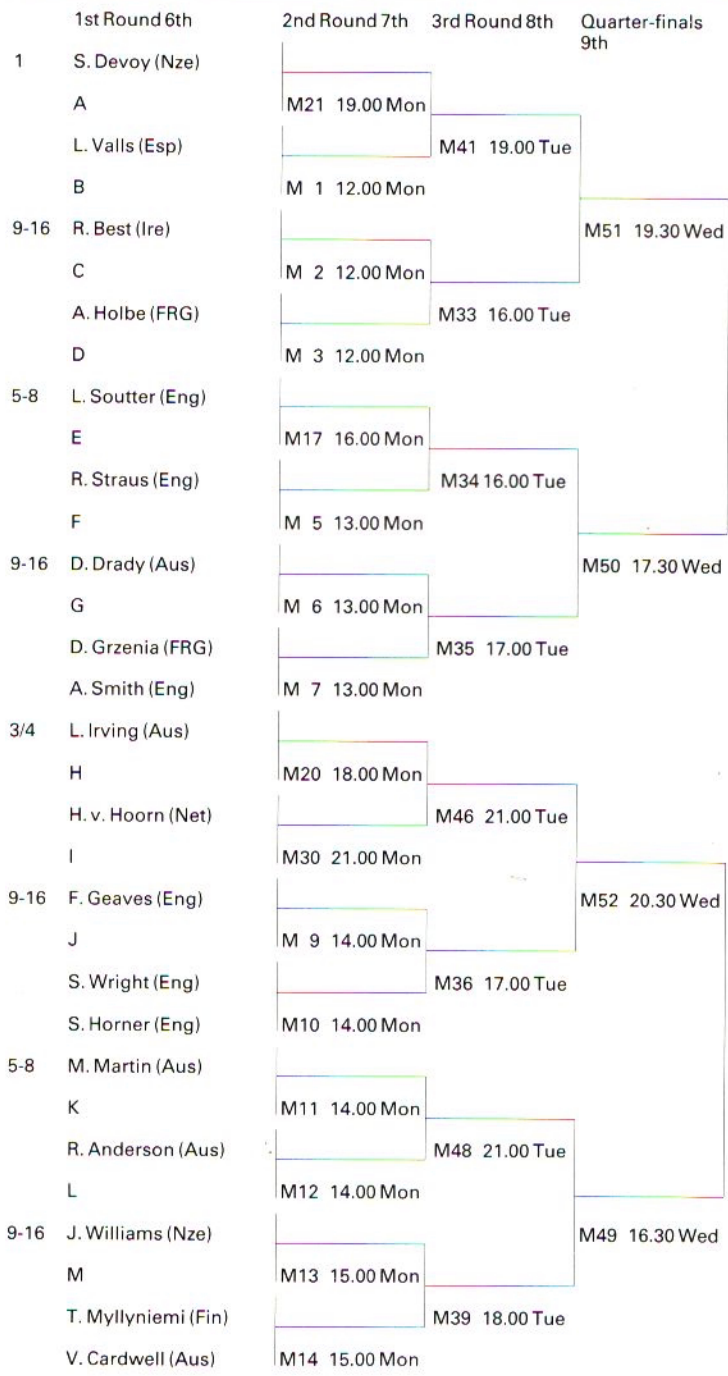 1st Round 6th 2nd Round 7th 3rd Round 8th Quarter-finals
9th
1 S. Devoy (Nze)
A M21 19.00 Mon
L. Valls (Esp) M41 19.00 Tue
B M 1 12.00 Mon
9-16 R. Best (Ire) M51 19.30 Wed
C M 2 12.00 Mon
A. Holbe (FRG) M33 16.00 Tue
D M 3 12.00 Mon
5-8 L. Soutter (Eng)
E M17 16.00 Mon
R. Straus (Eng) M34 16.00 Tue
F M 5 13.00 Mon
9-16 D. Drady (Aus) M50 17.30 Wed
G M 6 13.00 Mon
D. Grzenia (FRG) M35 17.00 Tue
A. Smith (Eng) M 7 13.00 Mon
3/4 L. Irving (Aus)
H M20 18.00 Mon
H. v. Hoorn (Net) M46 21.00 Tue
I M30 21.00 Mon
9-16 F. Geaves (Eng) M52 20.30 Wed
J M 9 14.00 Mon
S. Wright (Eng) M36 17.00 Tue
S. Horner (Eng) M10 14.00 Mon
5-8 M. Martin (Aus)
K M11 14.00 Mon
R. Anderson (Aus) M48 21.00 Tue
L M12 14.00 Mon
9-16 J. Williams (Nze) M49 16.30 Wed
M M13 15.00 Mon
T. Myllyniemi (Fin) M39 18.00 Tue
V. Cardwell (Aus) M14 15.00 Mon